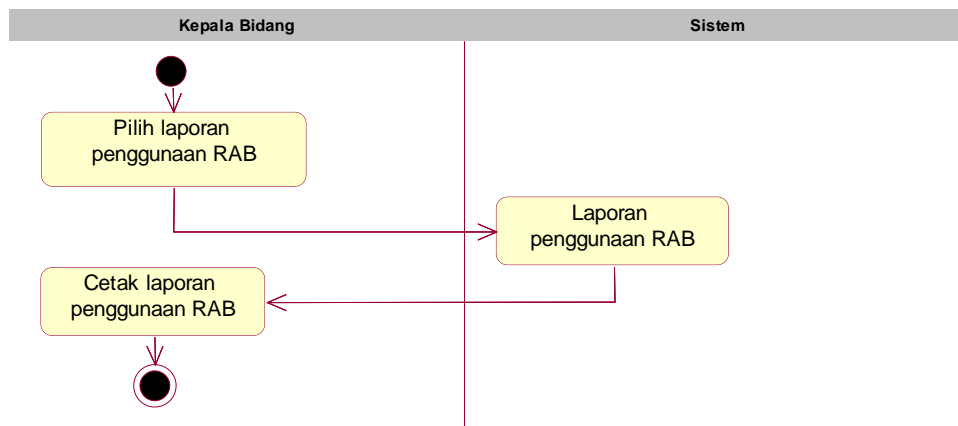 Kepala Bidang
Sistem
Pilih laporan
penggunaan RAB
Laporan
penggunaan RAB
Cetak laporan
penggunaan RAB